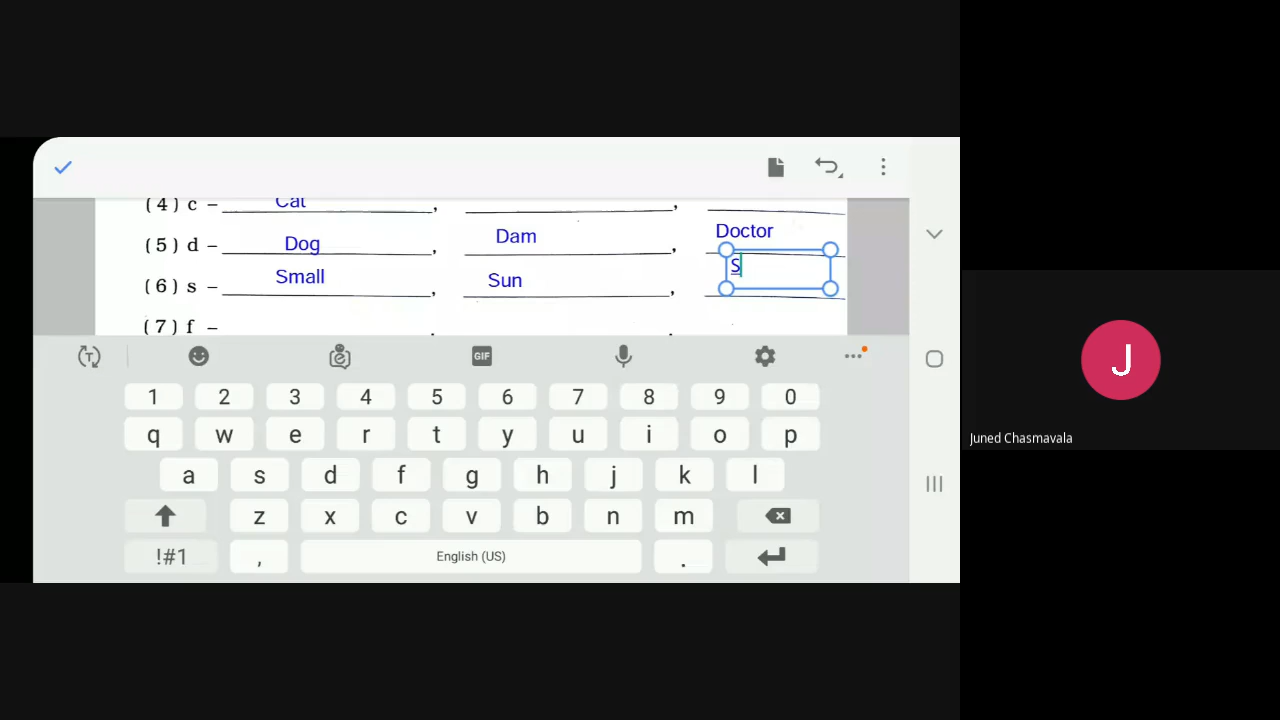 (4) c – Cat , ,
(5) d – Dog , Dam , Doctor
(6) s – Small , Sun , S
(7) f – , ,
T GIF
1 2 3 4 5 6 7 8 9 0
q w e r t y u i o p
a s d f g h j k l
z x c v b n m
!#1 , English (US) .
J
Juned Chasmavala